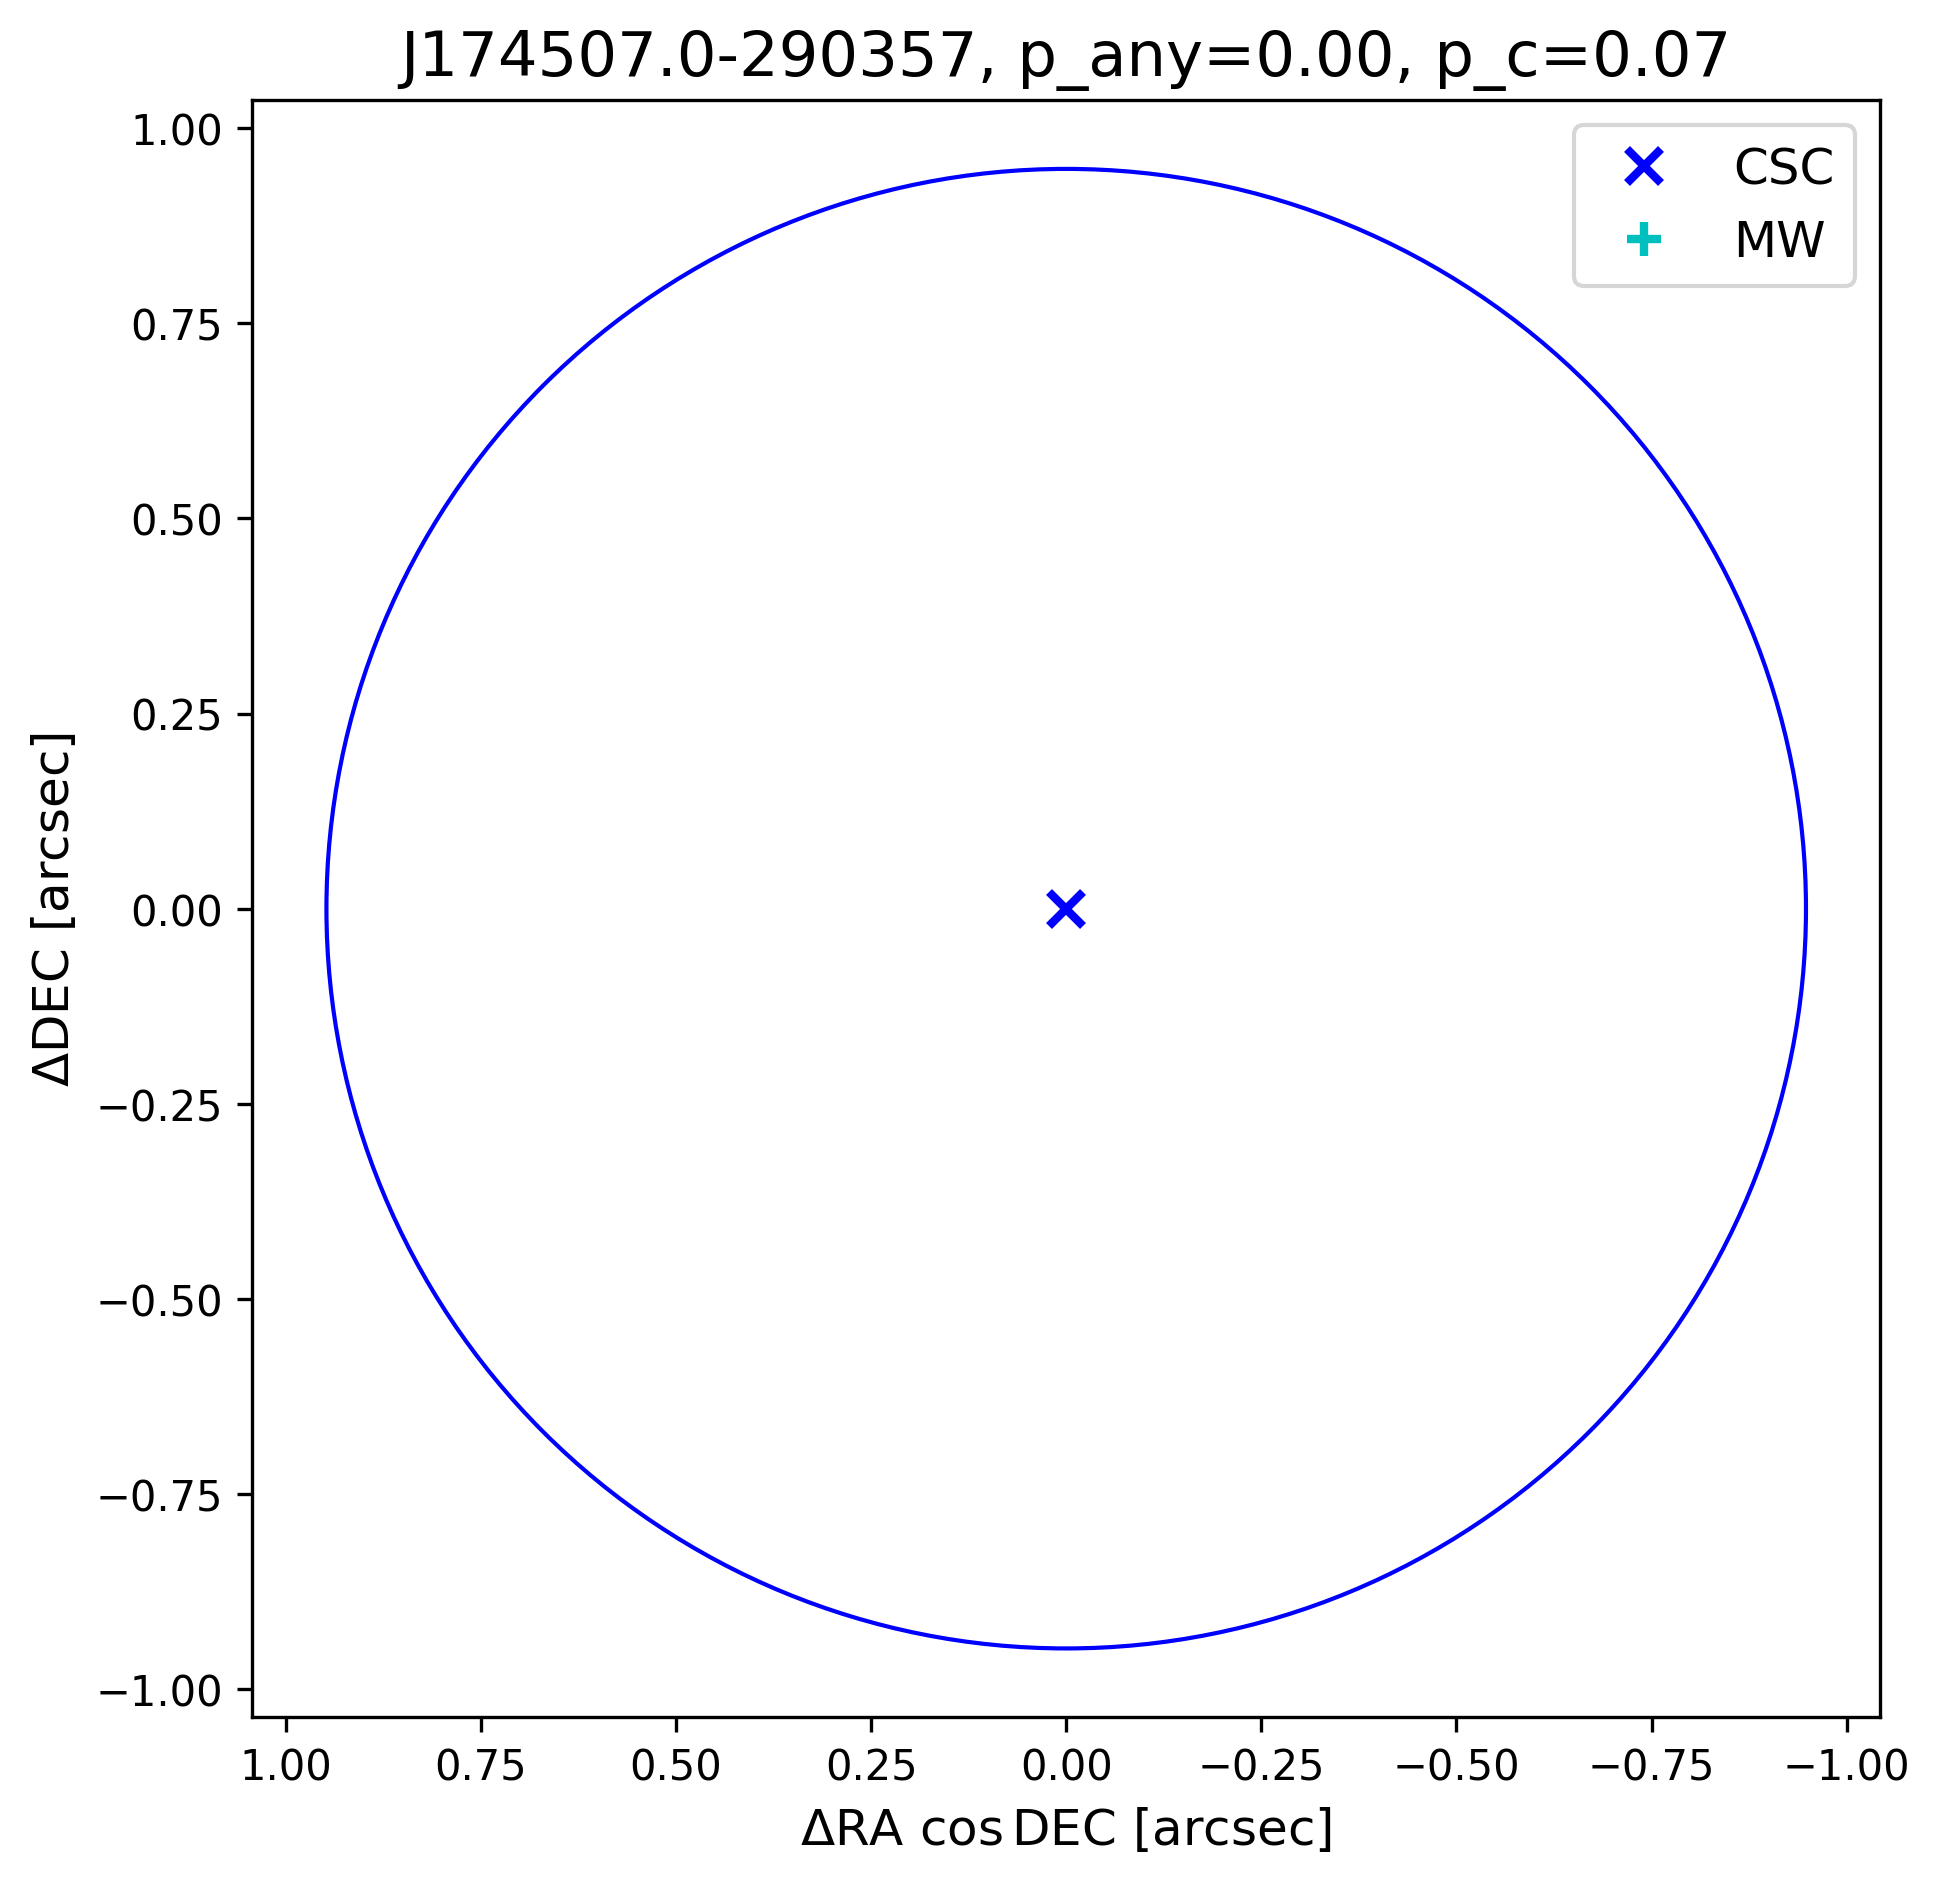 J174507.0-290357, p_any=0.00, p_c=0.07
CSC
MW
1.00
0.75
0.50
0.25
0.00
−0.25
−0.50
−0.75
−1.00
ΔDEC [arcsec]
1.00 0.75 0.50 0.25 0.00 −0.25 −0.50 −0.75 −1.00
ΔRA cos DEC [arcsec]